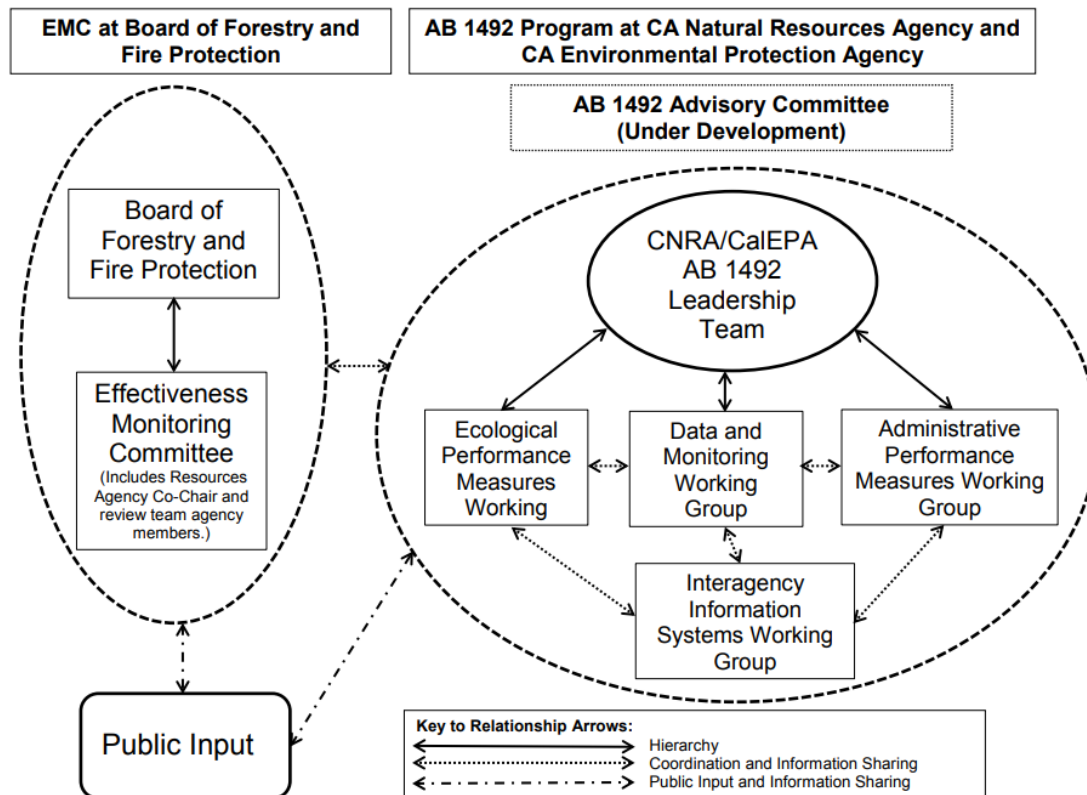 EMC at Board of Forestry and
Fire Protection
AB 1492 Program at CA Natural Resources Agency and
CA Environmental Protection Agency
AB 1492 Advisory Committee
(Under Development)
Board of
Forestry and
Fire Protection
Effectiveness
Monitoring
Committee
(Includes Resources
Agency Co-Chair and
review team agency
members.)
CNRA/CalEPA
AB 1492
Leadership
Team
Ecological
Performance
Measures
Working
Data and
Monitoring
Working
Group
Administrative
Performance
Measures Working
Group
Interagency
Information
Systems Working
Group
Public Input
Key to Relationship Arrows:
Hierarchy
Coordination and Information Sharing
Public Input and Information Sharing